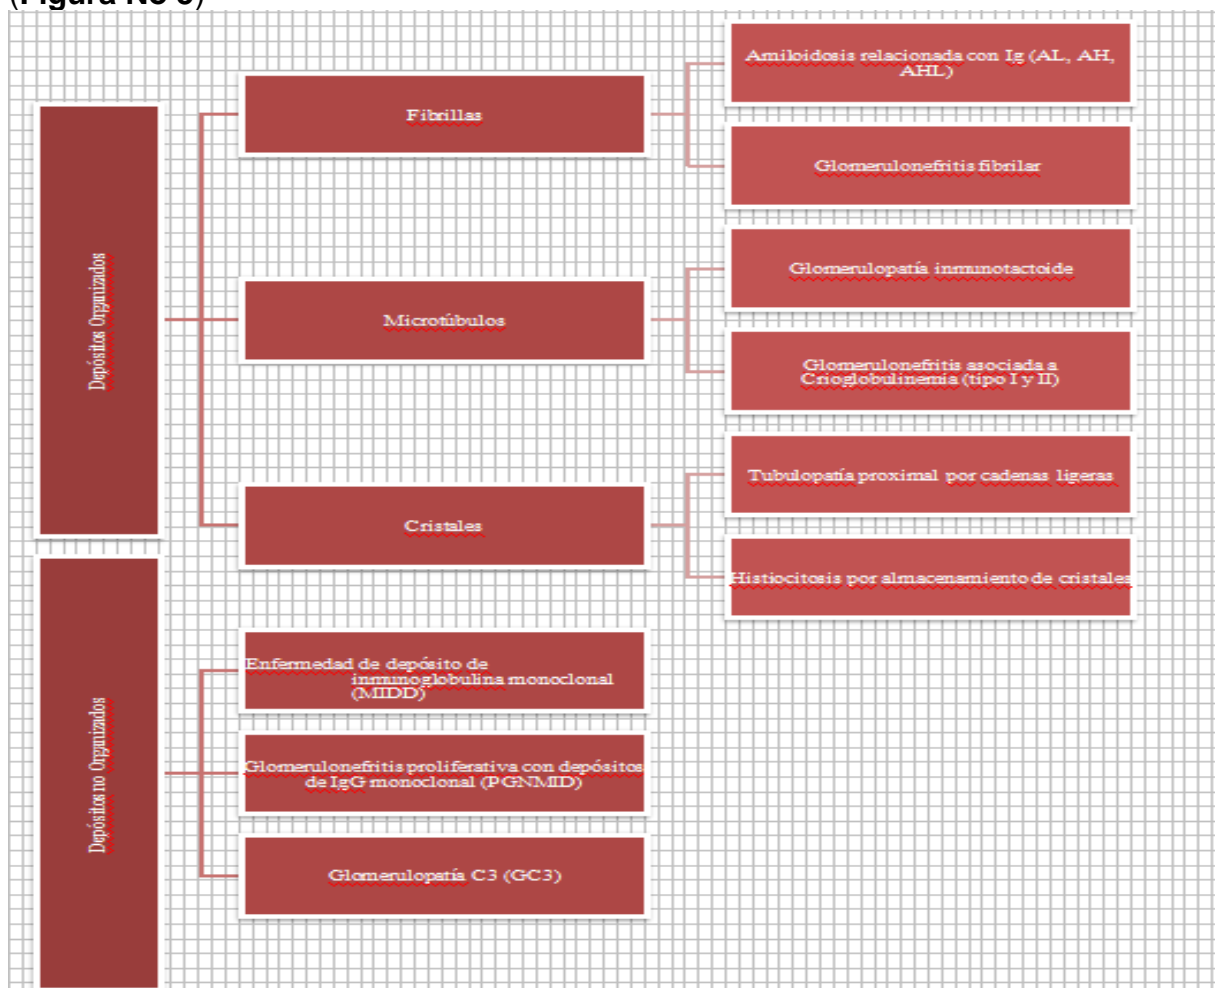 (Figura No 3)
Depósitos Organizados
Fibrillas
Amiloidosis relacionada con Ig (AL, AH,
AHL)
Glomerulonefritis fibrilar
Microtúbulos
Glomerulopatía inmunotactoide
Glomerulonefritis asociada a
Crioglobulinemia (tipo I y II)
Cristales
Tubulopatía proximal por cadenas ligeras
Histiocitosis por almacenamiento de cristales
Depósitos no Organizados
Enfermedad de depósito de
inmunoglobulina monoclonal
(MIDD)
Glomerulonefritis proliferativa con depósitos
de IgG monoclonal (PGNMID)
Glomerulopatía C3 (GC3)